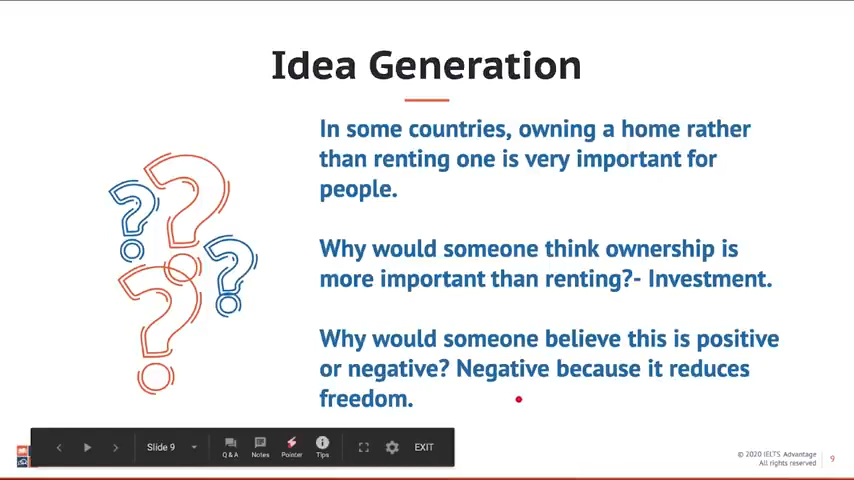 Idea Generation
In some countries, owning a home rather
than renting one is very important for
people.
Why would someone think ownership is
more important than renting?- Investment.
Why would someone believe this is positive
or negative? Negative because it reduces
freedom.
Slide 9
Q & A
Notes
Pointer
Tips
EXIT
© 2020 IELTS Advantage
All rights reserved
9